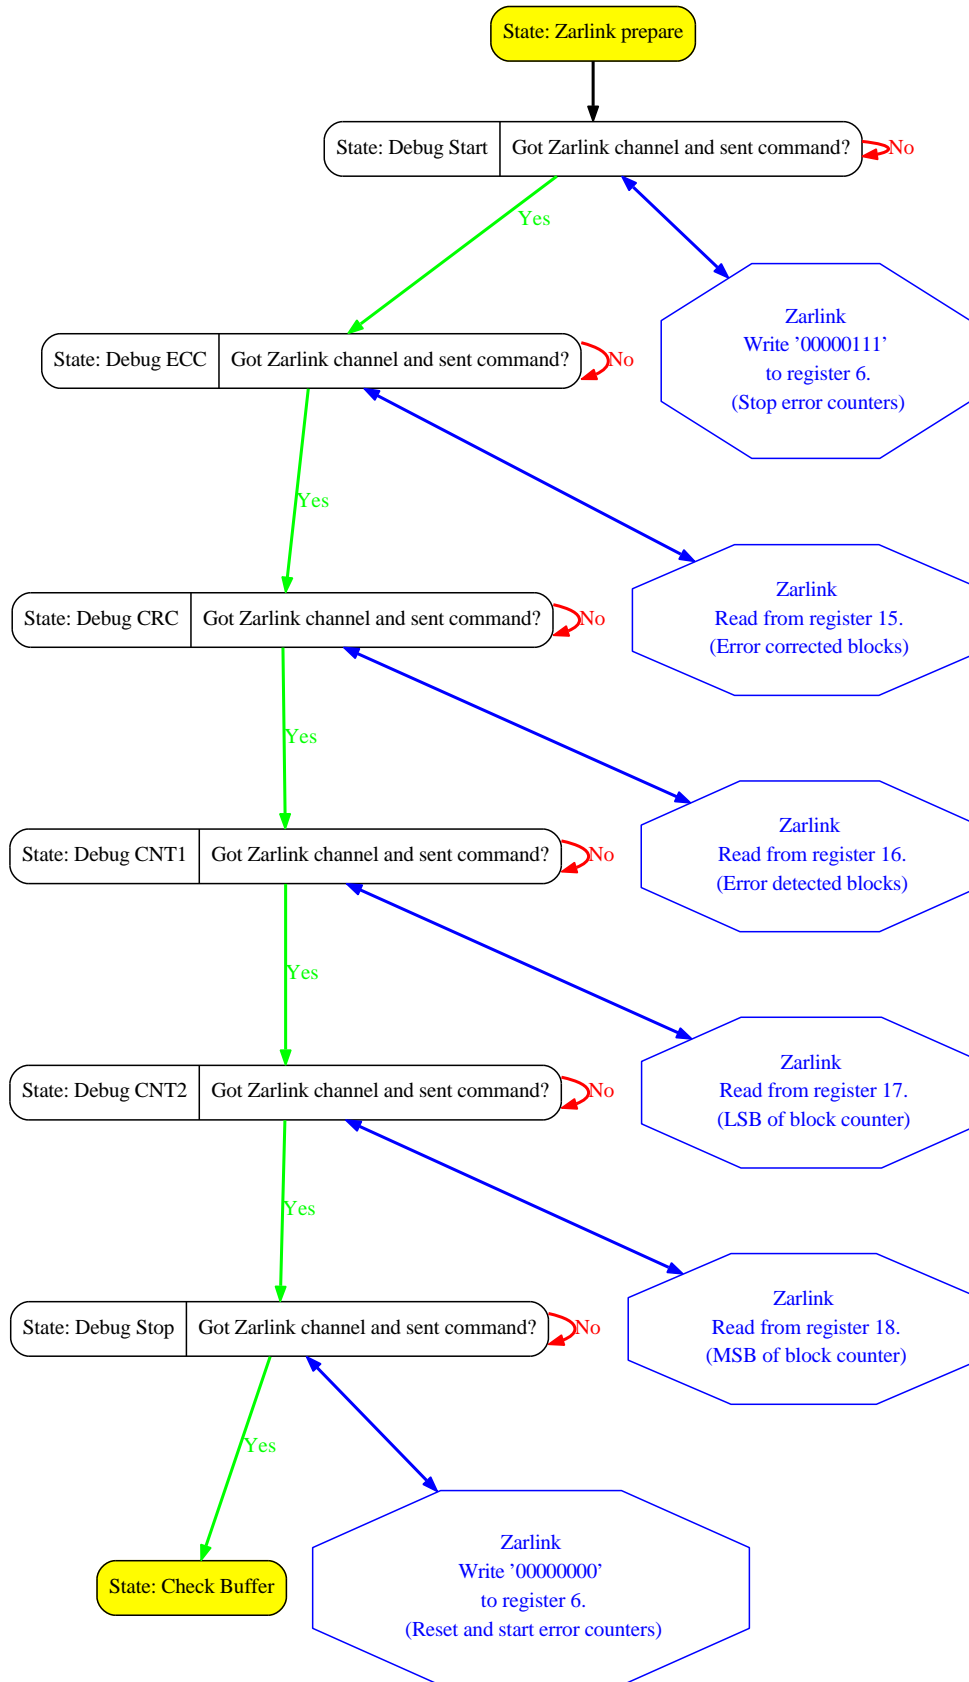 State: Zarlink prepare
State: Debug Start
Got Zarlink channel and sent command?
No
Yes
Zarlink
Write ’00000111’
to register 6.
(Stop error counters)
State: Debug ECC
Got Zarlink channel and sent command?
No
Yes
Zarlink
Read from register 15.
(Error corrected blocks)
State: Debug CRC
Got Zarlink channel and sent command?
No
Yes
Zarlink
Read from register 16.
(Error detected blocks)
State: Debug CNT1
Got Zarlink channel and sent command?
No
Yes
Zarlink
Read from register 17.
(LSB of block counter)
State: Debug CNT2
Got Zarlink channel and sent command?
No
Yes
Zarlink
Read from register 18.
(MSB of block counter)
State: Debug Stop
Got Zarlink channel and sent command?
No
Yes
Zarlink
Write ’00000000’
to register 6.
(Reset and start error counters)
State: Check Buffer